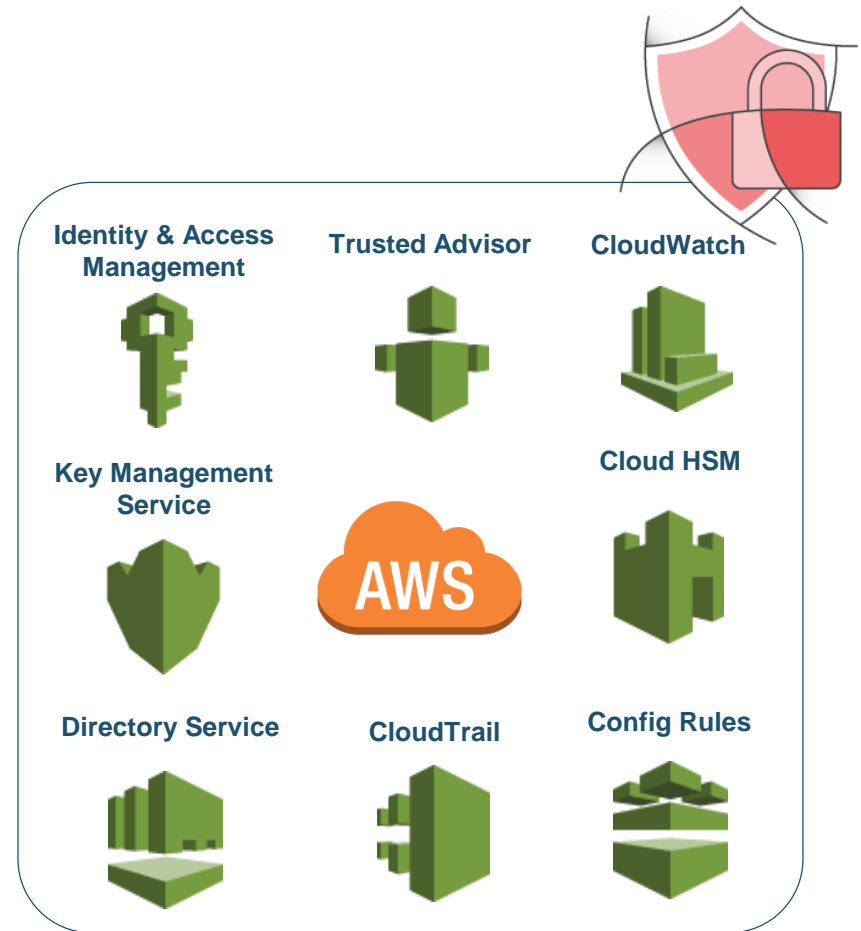 Identity & Access
Management
Trusted Advisor
CloudWatch
Key Management
Service
Cloud HSM
AWS
Directory Service
CloudTrail
Config Rules